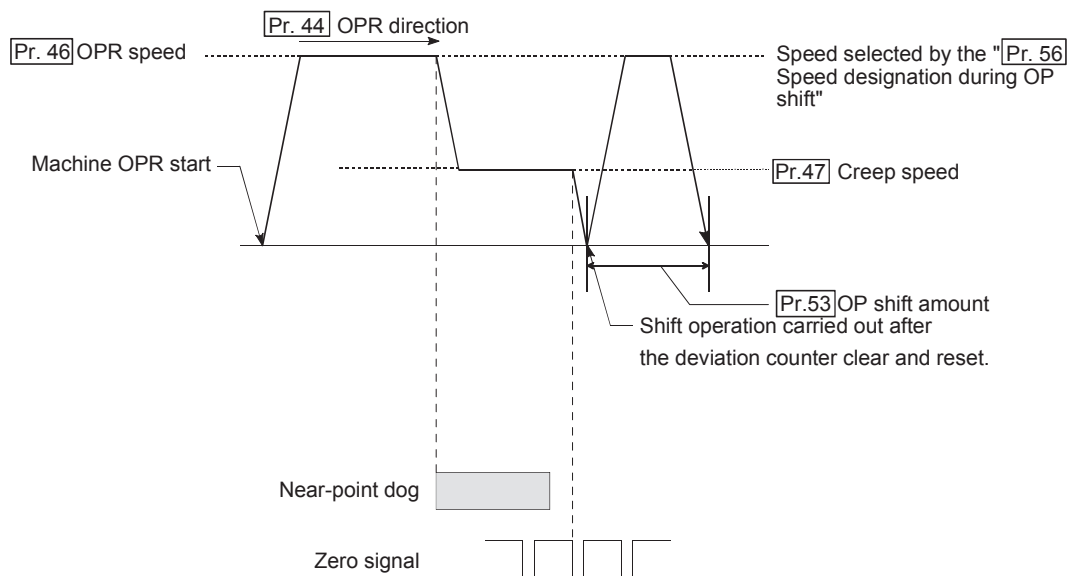 Pr. 44 OPR direction
Pr. 46 OPR speed
Speed selected by the "Pr. 56
Speed designation during OP
shift"
Machine OPR start
Pr.47 Creep speed
Pr.53 OP shift amount
Shift operation carried out after
the deviation counter clear and reset.
Near-point dog
Zero signal